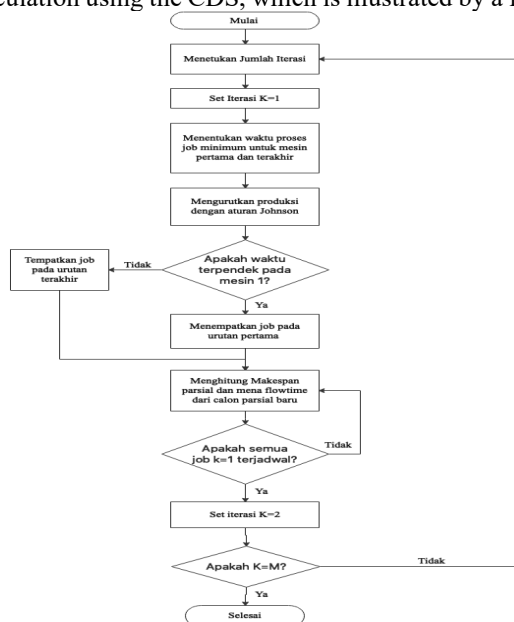 culation using the CDS, which is illustrated by a
Mulai
Menetukan Jumlah Iterasi
Set Iterasi K=1
Menentukan waktu proses
job minimum untuk mesin
pertama dan terakhir
Mengurutkan produksi
dengan aturan Johnson
Apakah waktu
terpendek pada
mesin 1?
Tidak
Tempatkan job
pada urutan
terakhir
Ya
Menempatkan job pada
urutan pertama
Menghitung Makespan
parsial dan mena flowtime
dari calon parsial baru
Apakah semua
job k=1 terjadwal?
Tidak
Ya
Set iterasi K=2
Apakah K=M?
Tidak
Ya
Selesai